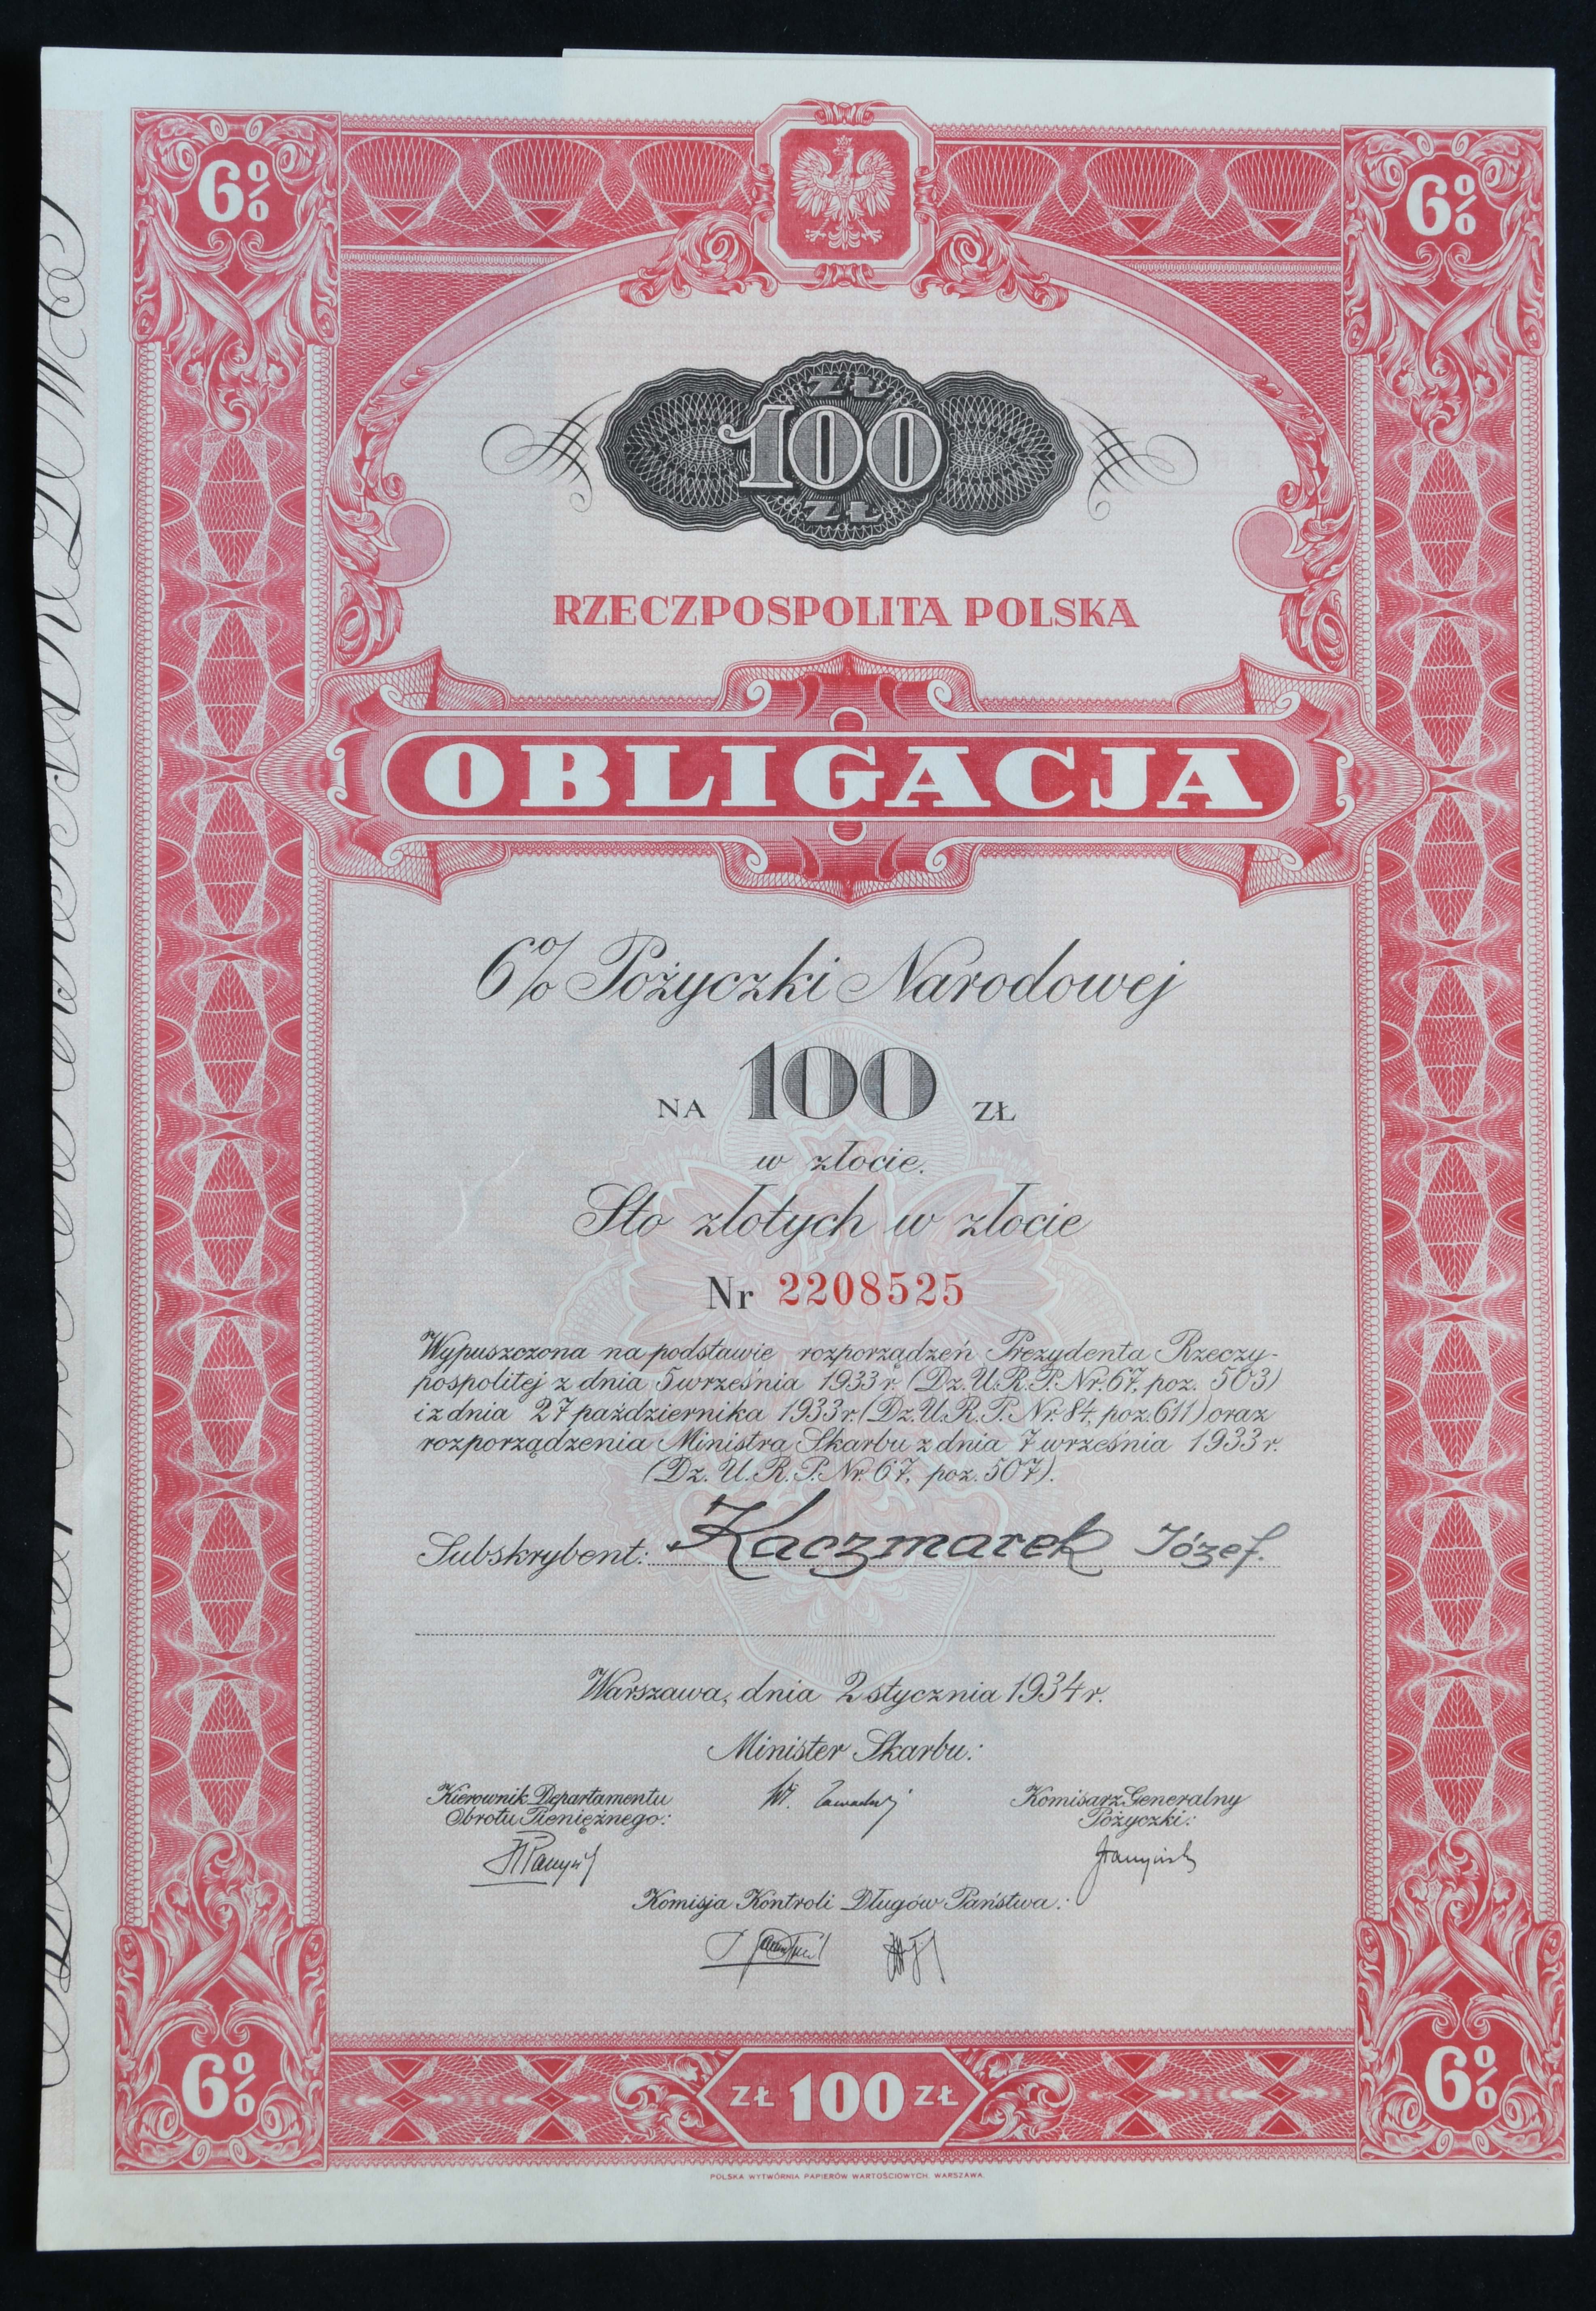 6%
6%
ZŁ
100
ZŁ
RZECZPOSPOLITA POLSKA
OBLIGACJA
6% Pożyczki Narodowej
NA 100 ZŁ
w złocie.
Sto złotych w złocie
Nr 2208525
Wypuszczona na podstawie rozporządzeń Prezydenta Rzeczy-
pospolitej z dnia 5 września 1933 r. (Dz. U. R. P. Nr. 67, poz. 503)
i z dnia 27 października 1933 r. (Dz. U. R. P. Nr. 84, poz. 611) oraz
rozporządzenia Ministra Skarbu z dnia 7 września 1933 r.
(Dz. U. R. P. Nr. 67, poz. 507).
Subskrybent: Kaczmarek Józef.
Warszawa, dnia 2 stycznia 1934 r.
Minister Skarbu:
Kierownik Departamentu
Obrotu Pieniężnego:
Komisarz Generalny
Pożyczki:
Komisja Kontroli Długów Państwa:
6%
ZŁ 100 ZŁ
6%
POLSKA WYTWÓRNIA PAPIERÓW WARTOŚCIOWYCH. WARSZAWA